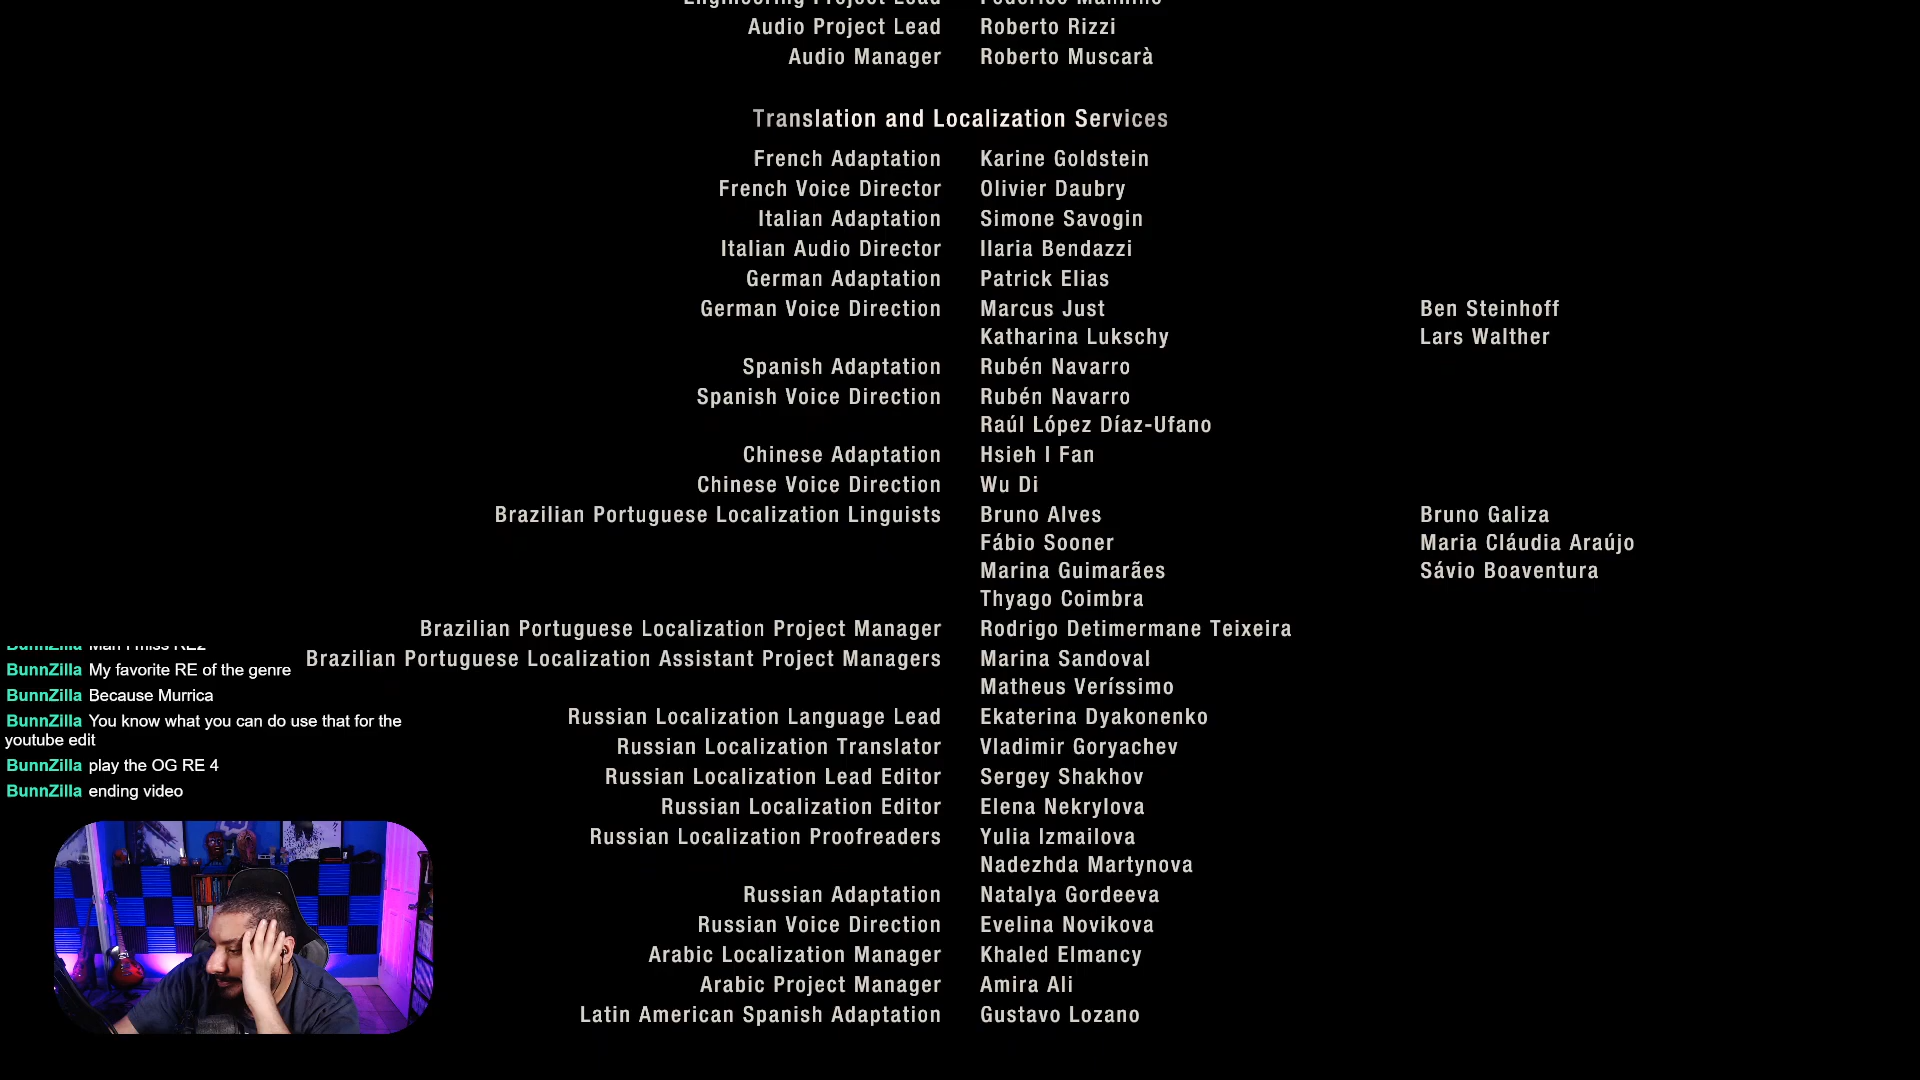 Engineering Project Lead Federico Mannino
Audio Project Lead Roberto Rizzi
Audio Manager Roberto Muscarà
Translation and Localization Services
French Adaptation Karine Goldstein
French Voice Director Olivier Daubry
Italian Adaptation Simone Savogin
Italian Audio Director Ilaria Bendazzi
German Adaptation Patrick Elias
German Voice Direction Marcus Just Ben Steinhoff
Katharina Lukschy Lars Walther
Spanish Adaptation Rubén Navarro
Spanish Voice Direction Rubén Navarro
Raúl López Díaz-Ufano
Chinese Adaptation Hsieh I Fan
Chinese Voice Direction Wu Di
Brazilian Portuguese Localization Linguists Bruno Alves Bruno Galiza
Fábio Sooner Maria Cláudia Araújo
Marina Guimarães Sávio Boaventura
Thyago Coimbra
Brazilian Portuguese Localization Project Manager Rodrigo Detimermane Teixeira
Brazilian Portuguese Localization Assistant Project Managers Marina Sandoval
Matheus Veríssimo
Russian Localization Language Lead Ekaterina Dyakonenko
Russian Localization Translator Vladimir Goryachev
Russian Localization Lead Editor Sergey Shakhov
Russian Localization Editor Elena Nekrylova
Russian Localization Proofreaders Yulia Izmailova
Nadezhda Martynova
Russian Adaptation Natalya Gordeeva
Russian Voice Direction Evelina Novikova
Arabic Localization Manager Khaled Elmancy
Arabic Project Manager Amira Ali
Latin American Spanish Adaptation Gustavo Lozano
BunnZilla Man I miss RE2
BunnZilla My favorite RE of the genre
BunnZilla Because Murrica
BunnZilla You know what you can do use that for the
youtube edit
BunnZilla play the OG RE 4
BunnZilla ending video